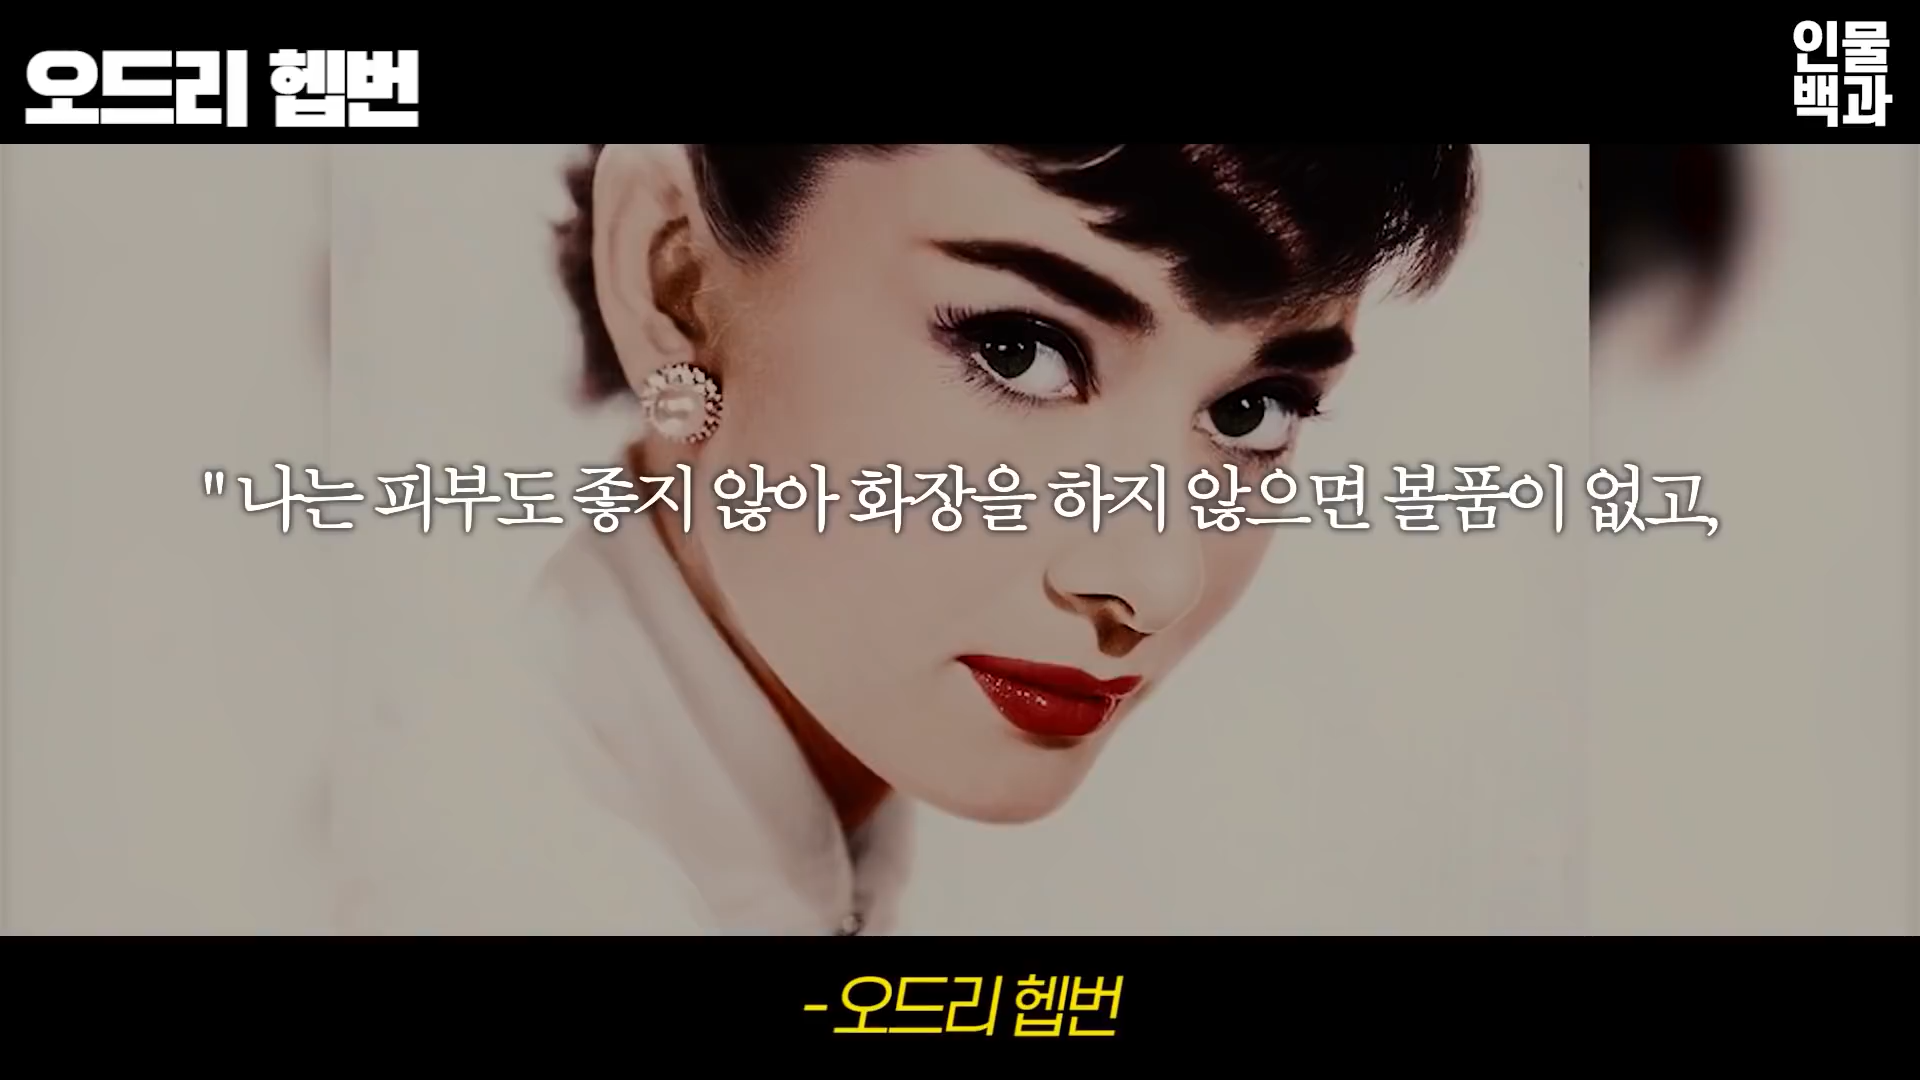 오드리 헵번
인물
백과
" 나는 피부도 좋지 않아 화장을 하지 않으면 볼품이 없고,
- 오드리 헵번